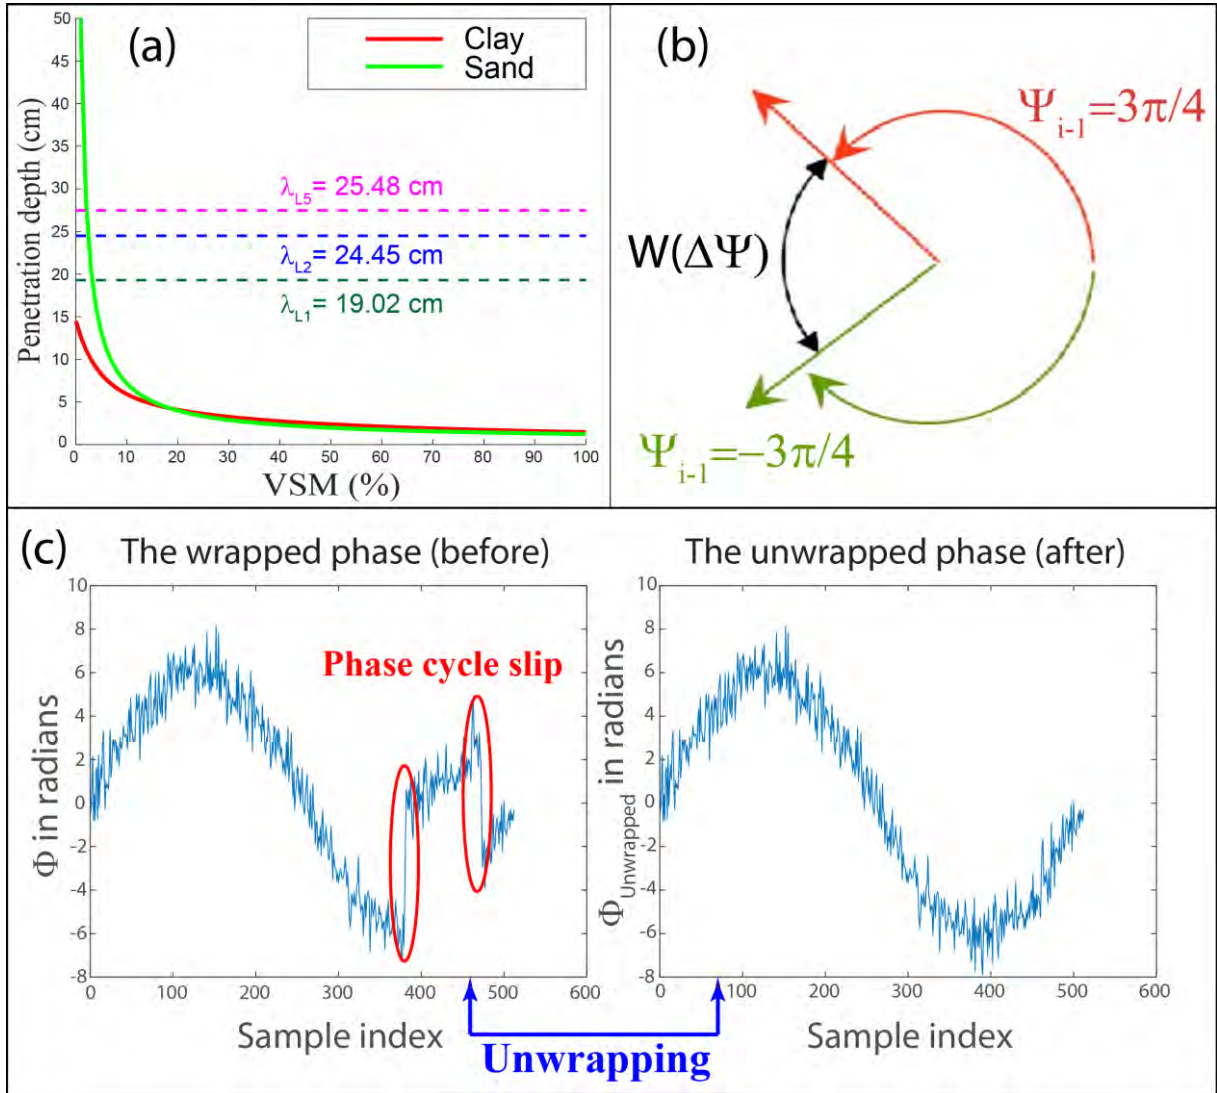 (a)
Clay
Sand
50
45
40
35
30
25
20
15
10
5
0
Penetration depth (cm)
λL5= 25.48 cm
λL2= 24.45 cm
λL1= 19.02 cm
0 10 20 30 40 50 60 70 80 90 100
VSM (%)
(b)
Ψi-1=3π/4
W(ΔΨ)
Ψi-1=−3π/4
(c)
The wrapped phase (before)
10
8
6
4
2
0
-2
-4
-6
-8
Φ in radians
Phase cycle slip
0 100 200 300 400 500 600
Sample index
The unwrapped phase (after)
10
8
6
4
2
0
-2
-4
-6
-8
ΦUnwrapped in radians
0 100 200 300 400 500 600
Sample index
Unwrapping